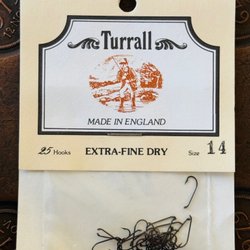 Turrall
MADE IN ENGLAND
25 Hooks EXTRA-FINE DRY Size 14